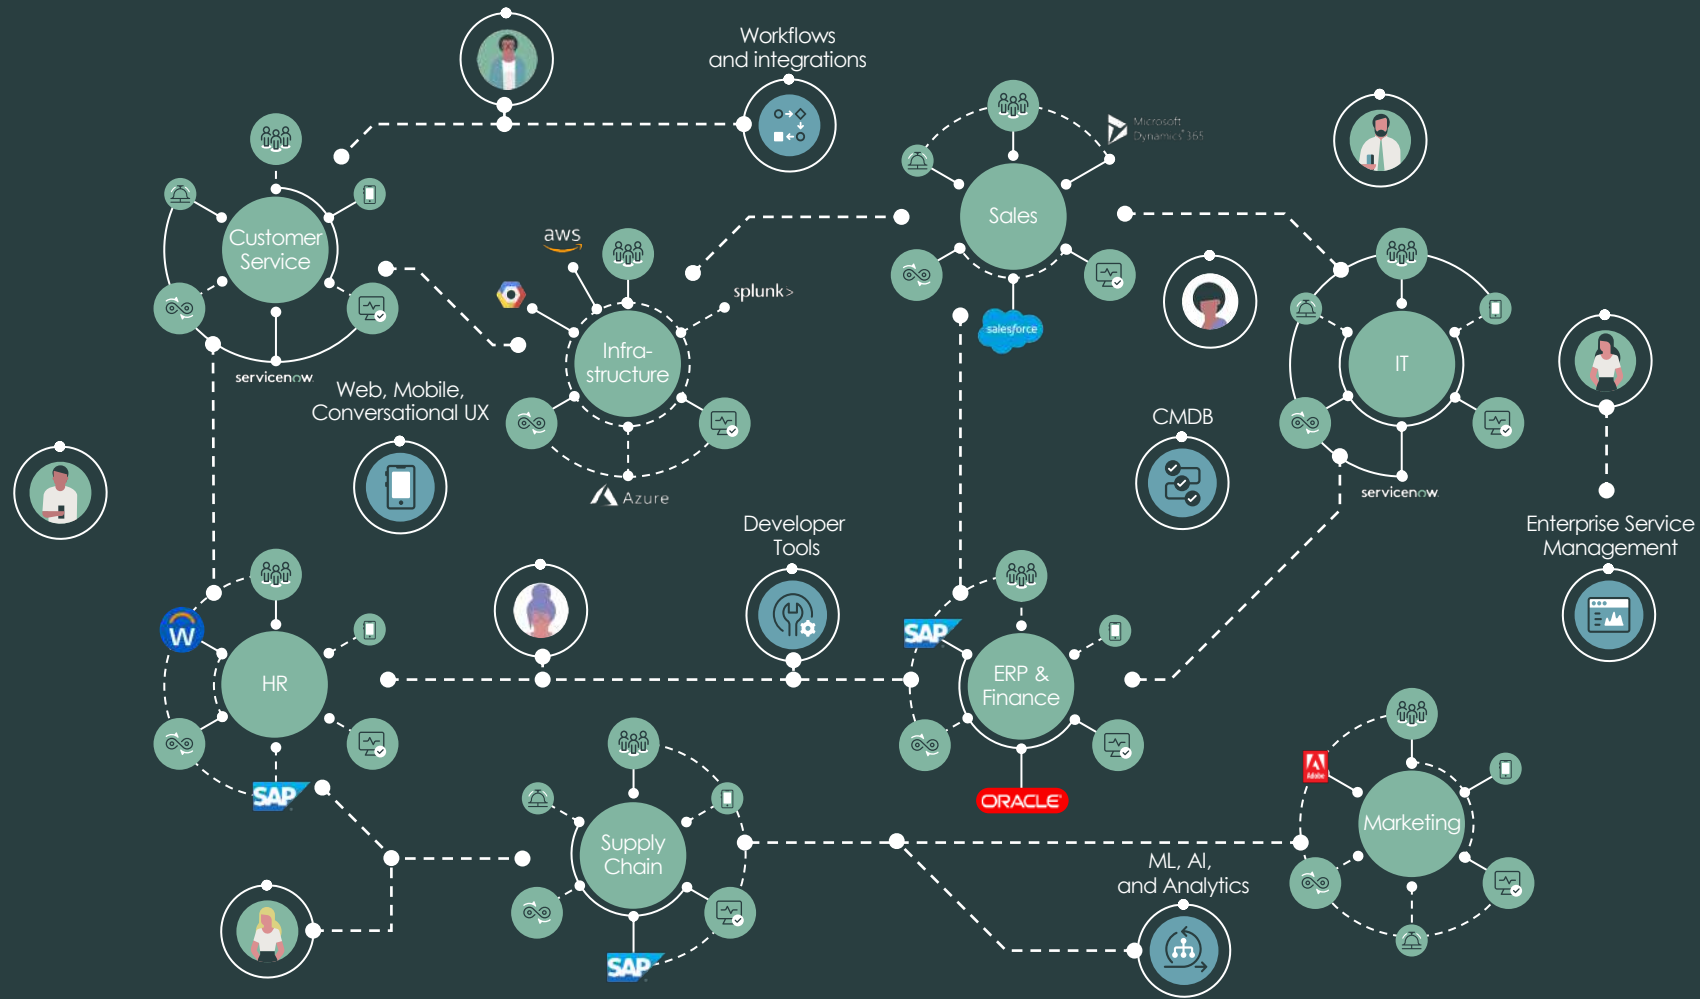 Workflows
and integrations
Microsoft
Dynamics 365
Sales
salesforce
Customer
Service
servicenow
aws
splunk>
Infra-
structure
Azure
IT
servicenow
Web, Mobile,
Conversational UX
CMDB
Enterprise Service
Management
Developer
Tools
W
HR
SAP
SAP
ERP &
Finance
ORACLE
Supply
Chain
SAP
Adobe
Marketing
ML, AI,
and Analytics